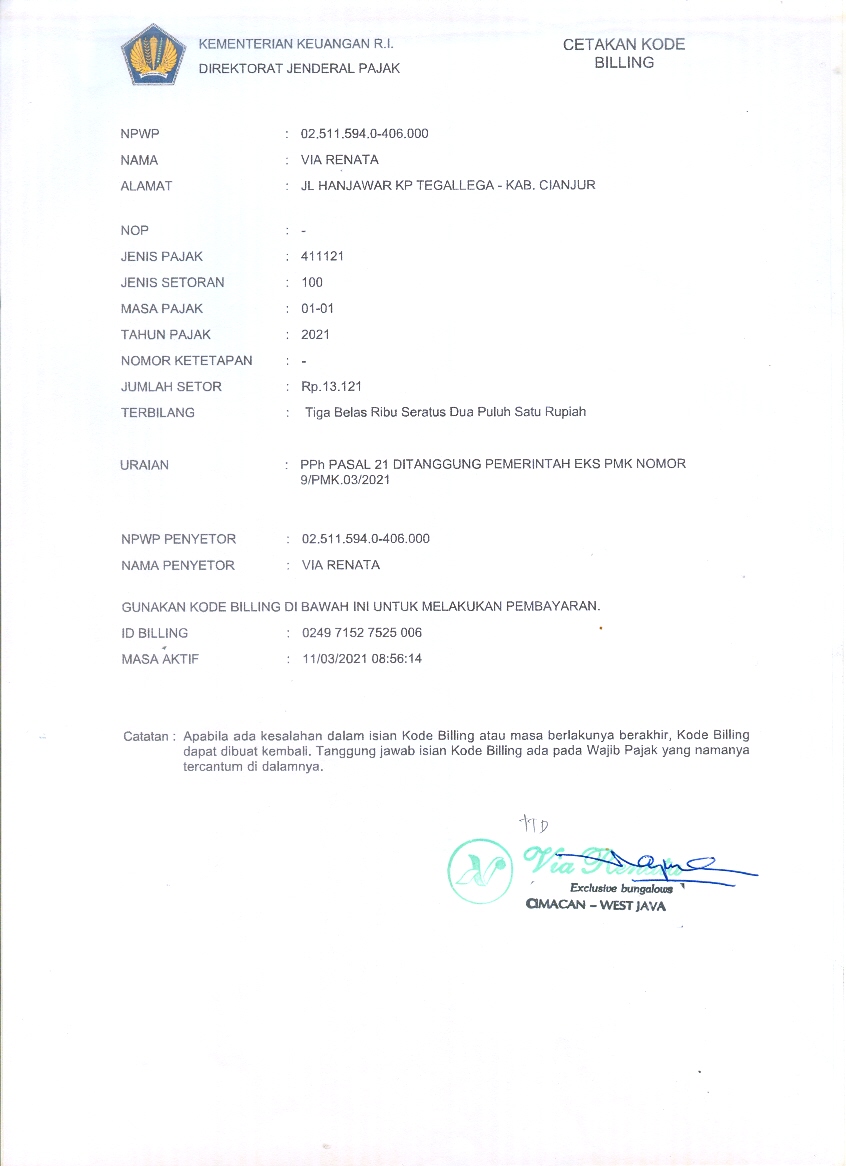 KEMENTERIAN KEUANGAN R.I.
DIREKTORAT JENDERAL PAJAK
CETAKAN KODE
BILLING
NPWP : 02.511.594.0-406.000
NAMA : VIA RENATA
ALAMAT : JL HANJAWAR KP TEGALLEGA - KAB. CIANJUR
NOP : -
JENIS PAJAK : 411121
JENIS SETORAN : 100
MASA PAJAK : 01-01
TAHUN PAJAK : 2021
NOMOR KETETAPAN : -
JUMLAH SETOR : Rp.13.121
TERBILANG : Tiga Belas Ribu Seratus Dua Puluh Satu Rupiah
URAIAN : PPh PASAL 21 DITANGGUNG PEMERINTAH EKS PMK NOMOR
9/PMK.03/2021
NPWP PENYETOR : 02.511.594.0-406.000
NAMA PENYETOR : VIA RENATA
GUNAKAN KODE BILLING DI BAWAH INI UNTUK MELAKUKAN PEMBAYARAN.
ID BILLING : 0249 7152 7525 006
MASA AKTIF : 11/03/2021 08:56:14
Catatan : Apabila ada kesalahan dalam isian Kode Billing atau masa berlakunya berakhir, Kode Billing
dapat dibuat kembali. Tanggung jawab isian Kode Billing ada pada Wajib Pajak yang namanya
tercantum di dalamnya.
TTD
Via Renata
Exclusive bungalows
CIMACAN - WEST JAVA